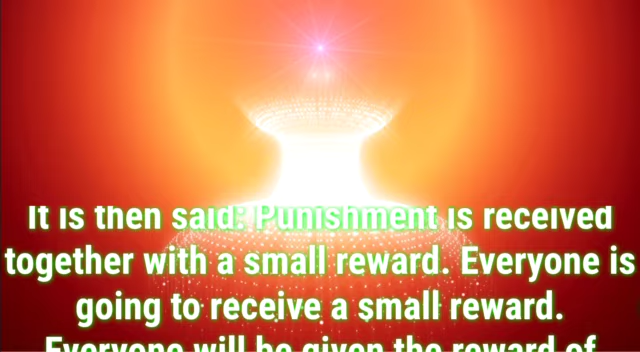 It is then said: Punishment is received
together with a small reward. Everyone is
going to receive a small reward.
Everyone will be given the reward of